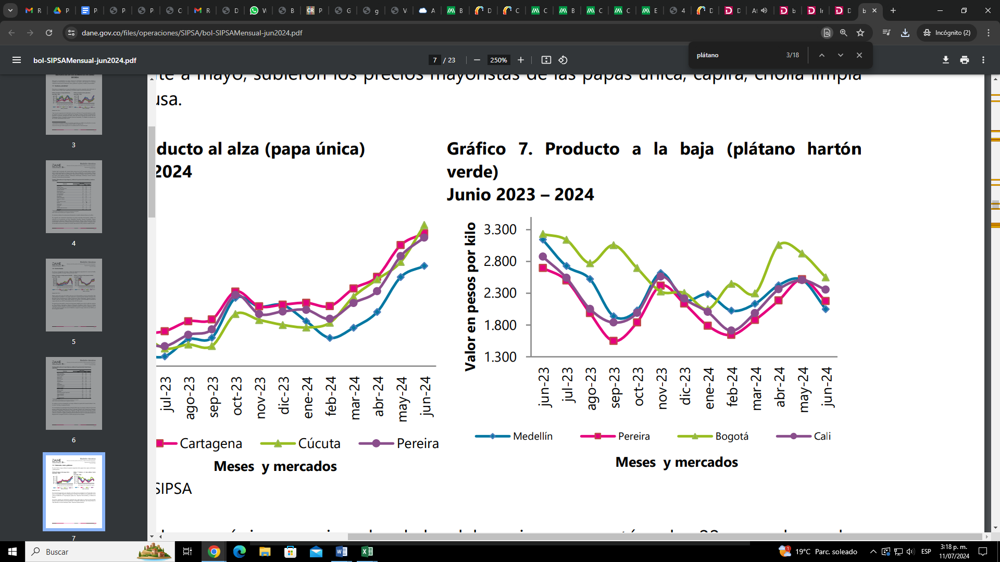 R
P
P
P
P
C
R
D
W
B
P
G
g
V
A
B
D
C
C
B
C
C
E
4
D
D
A
b
I
D
b
dane.gov.co/files/operaciones/SIPSA/bol-SIPSAMensual-jun2024.pdf
Incógnito (2)
bol-SIPSAMensual-jun2024.pdf
7 / 23
250%
plátano
3/18
3
4
5
6
7
te a mayo, subieron los precios mayoristas de las papas única, capira, criolla limpia
usa.
ducto al alza (papa única)
2024
jul-23
ago-23
sep-23
oct-23
nov-23
dic-23
ene-24
feb-24
mar-24
abr-24
may-24
jun-24
Cartagena
Cúcuta
Pereira
Meses y mercados
SIPSA
Gráfico 7. Producto a la baja (plátano hartón
verde)
Junio 2023 – 2024
Valor en pesos por kilo
3.300
2.800
2.300
1.800
1.300
jun-23
jul-23
ago-23
sep-23
oct-23
nov-23
dic-23
ene-24
feb-24
mar-24
abr-24
may-24
jun-24
Medellín
Pereira
Bogotá
Cali
Meses y mercados
Buscar
1
19°C Parc. soleado
ESP
3:18 p. m.
11/07/2024